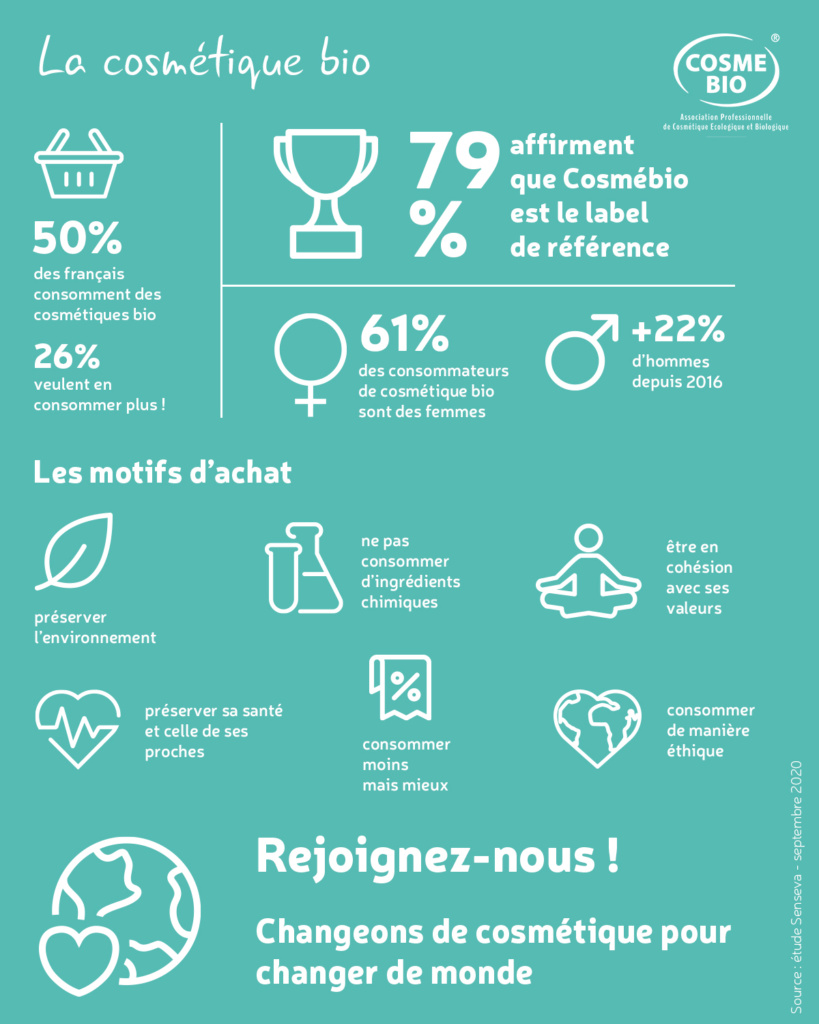 La cosmétique bio
®
COSME
BIO
Association Professionnelle
de Cosmétique Ecologique et Biologique
50%
des français
consomment des
cosmétiques bio
26%
veulent en
consommer plus !
79
%
affirment
que Cosmébio
est le label
de référence
61%
des consommateurs
de cosmétique bio
sont des femmes
+22%
d'hommes
depuis 2016
Les motifs d'achat
préserver
l'environnement
ne pas
consommer
d'ingrédients
chimiques
être en
cohésion
avec ses
valeurs
préserver sa santé
et celle de ses
proches
%
consommer
moins
mais mieux
consommer
de manière
éthique
Rejoignez-nous !
Changeons de cosmétique pour
changer de monde
Source : étude Senseva - septembre 2020